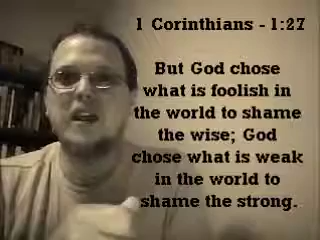 1 Corinthians - 1:27
But God chose
what is foolish in
the world to shame
the wise; God
chose what is weak
in the world to
shame the strong.